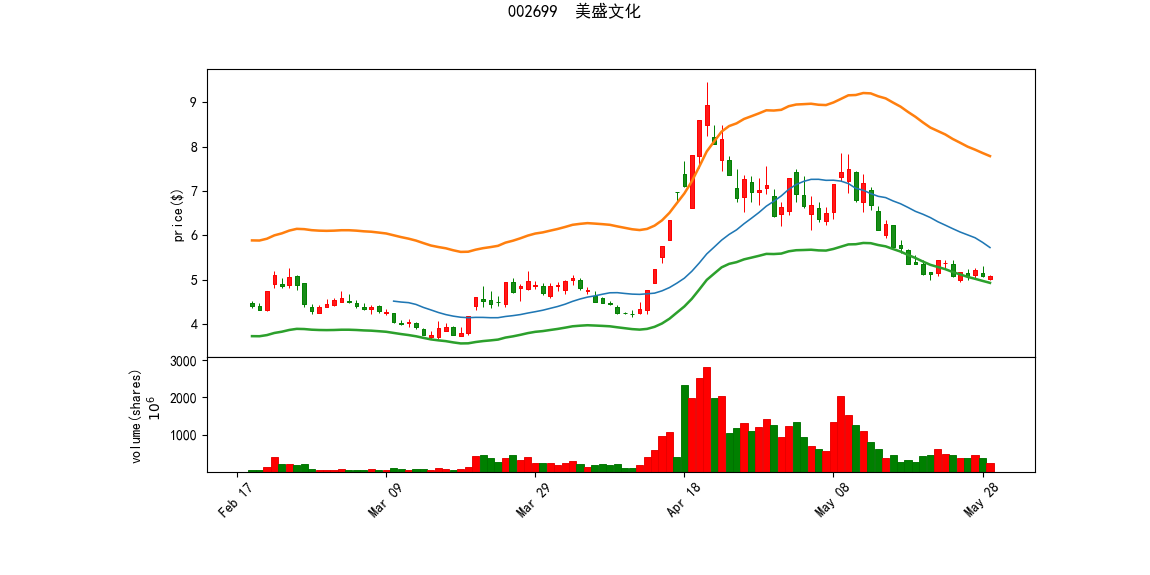 002699 美盛文化
price($)
9
8
7
6
5
4
volume(shares)
10^6
3000
2000
1000
Feb 17
Mar 09
Mar 29
Apr 18
May 08
May 28